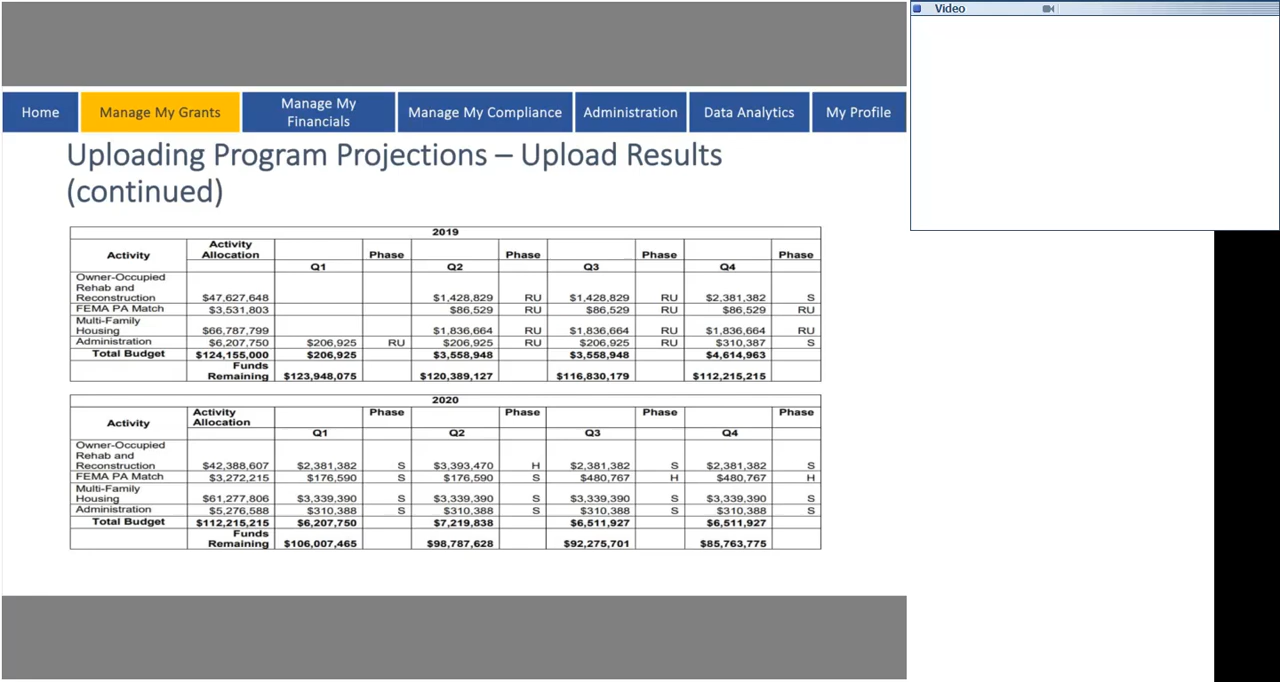 Video
Home
Manage My Grants
Manage My
Financials
Manage My Compliance
Administration
Data Analytics
My Profile
Uploading Program Projections – Upload Results
(continued)
2019
Activity Activity Allocation Q1 Phase Q2 Phase Q3 Phase Q4 Phase
Owner-Occupied
Rehab and
Reconstruction $47,627,648 $1,428,829 RU $1,428,829 RU $2,381,382 S
FEMA PA Match $3,531,803 $86,529 RU $86,529 RU $86,529 RU
Multi-Family
Housing $66,787,799 $1,836,664 RU $1,836,664 RU $1,836,664 RU
Administration $6,207,750 $206,925 RU $206,925 RU $206,925 RU $310,387 S
Total Budget $124,155,000 $206,925 $3,558,948 $3,558,948 $4,614,963
Funds
Remaining $123,948,075 $120,389,127 $116,830,179 $112,215,215
2020
Activity Activity Allocation Q1 Phase Q2 Phase Q3 Phase Q4 Phase
Owner-Occupied
Rehab and
Reconstruction $42,388,607 $2,381,382 S $3,393,470 H $2,381,382 S $2,381,382 S
FEMA PA Match $3,272,215 $176,590 S $176,590 S $480,767 H $480,767 H
Multi-Family
Housing $61,277,806 $3,339,390 S $3,339,390 S $3,339,390 S $3,339,390 S
Administration $5,276,588 $310,388 S $310,388 S $310,388 S $310,388 S
Total Budget $112,215,215 $6,207,750 $7,219,838 $6,511,927 $6,511,927
Funds
Remaining $106,007,465 $98,787,628 $92,275,701 $85,763,775